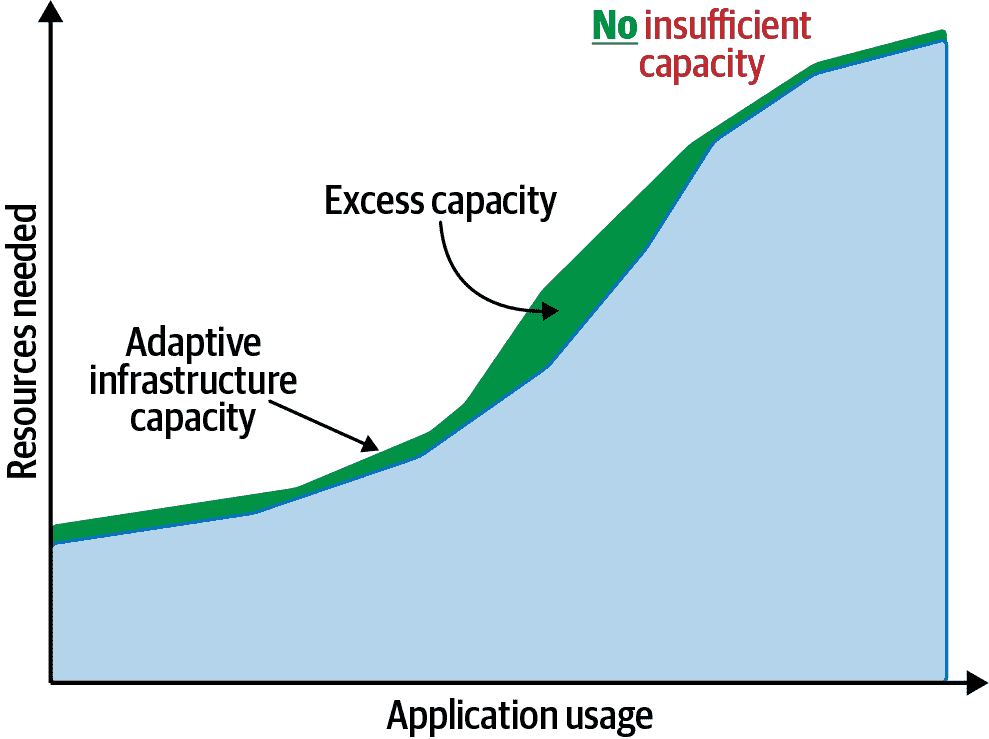 No insufficient
capacity
Excess capacity
Adaptive
infrastructure
capacity
Resources needed
Application usage